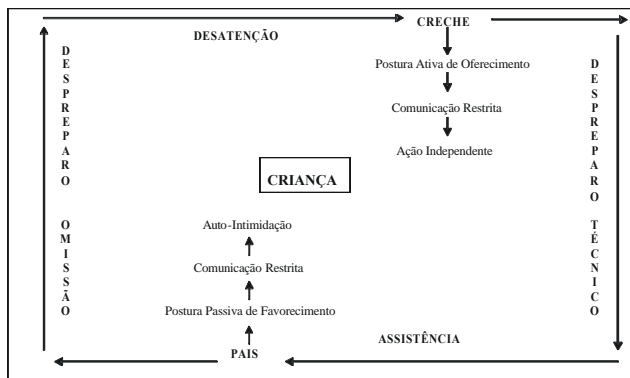 CRECHE
DESATENÇÃO
Postura Ativa de Oferecimento
Comunicação Restrita
Ação Independente
DESPREPARO OMISSÃO
CRIANÇA
DESPREPARO TÉCNICO
Auto-Intimidação
Comunicação Restrita
Postura Passiva de Favorecimento
ASSISTÊNCIA
PAIS